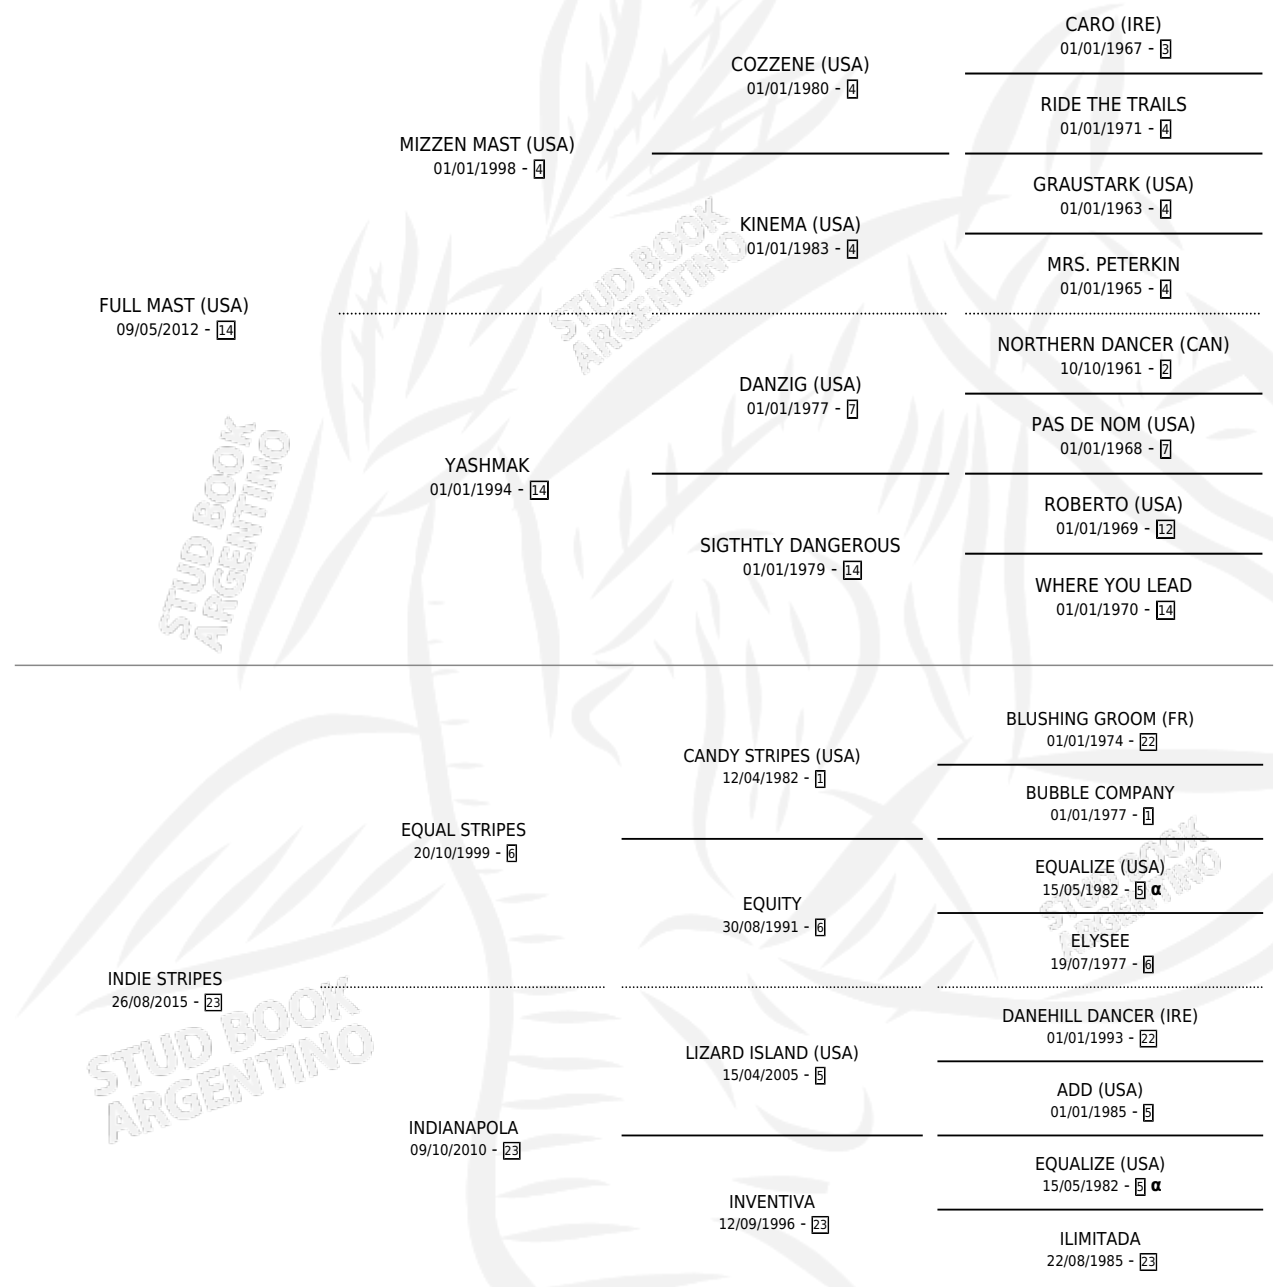 CARO (IRE)
01/01/1967 - 3
COZZENE (USA)
01/01/1980 - 4
RIDE THE TRAILS
01/01/1971 - 4
MIZZEN MAST (USA)
01/01/1998 - 4
GRAUSTARK (USA)
01/01/1963 - 4
KINEMA (USA)
01/01/1983 - 4
MRS. PETERKIN
01/01/1965 - 4
FULL MAST (USA)
09/05/2012 - 14
STUD BOOK
ARGENTINO
NORTHERN DANCER (CAN)
10/10/1961 - 2
DANZIG (USA)
01/01/1977 - 7
PAS DE NOM (USA)
01/01/1968 - 7
YASHMAK
01/01/1994 - 14
ROBERTO (USA)
01/01/1969 - 12
SIGTHTLY DANGEROUS
01/01/1979 - 14
WHERE YOU LEAD
01/01/1970 - 14
STUD BOOK
ARGENTINO
BLUSHING GROOM (FR)
01/01/1974 - 22
CANDY STRIPES (USA)
12/04/1982 - 1
BUBBLE COMPANY
01/01/1977 - 1
EQUAL STRIPES
20/10/1999 - 6
EQUALIZE (USA)
15/05/1982 - 5 α
EQUITY
30/08/1991 - 6
ELYSEE
19/07/1977 - 6
STUD BOOK
ARGENTINO
INDIE STRIPES
26/08/2015 - 23
DANEHILL DANCER (IRE)
01/01/1993 - 22
LIZARD ISLAND (USA)
15/04/2005 - 5
ADD (USA)
01/01/1985 - 5
INDIANAPOLA
09/10/2010 - 23
EQUALIZE (USA)
15/05/1982 - 5 α
INVENTIVA
12/09/1996 - 23
ILIMITADA
22/08/1985 - 23
STUD BOOK
ARGENTINO